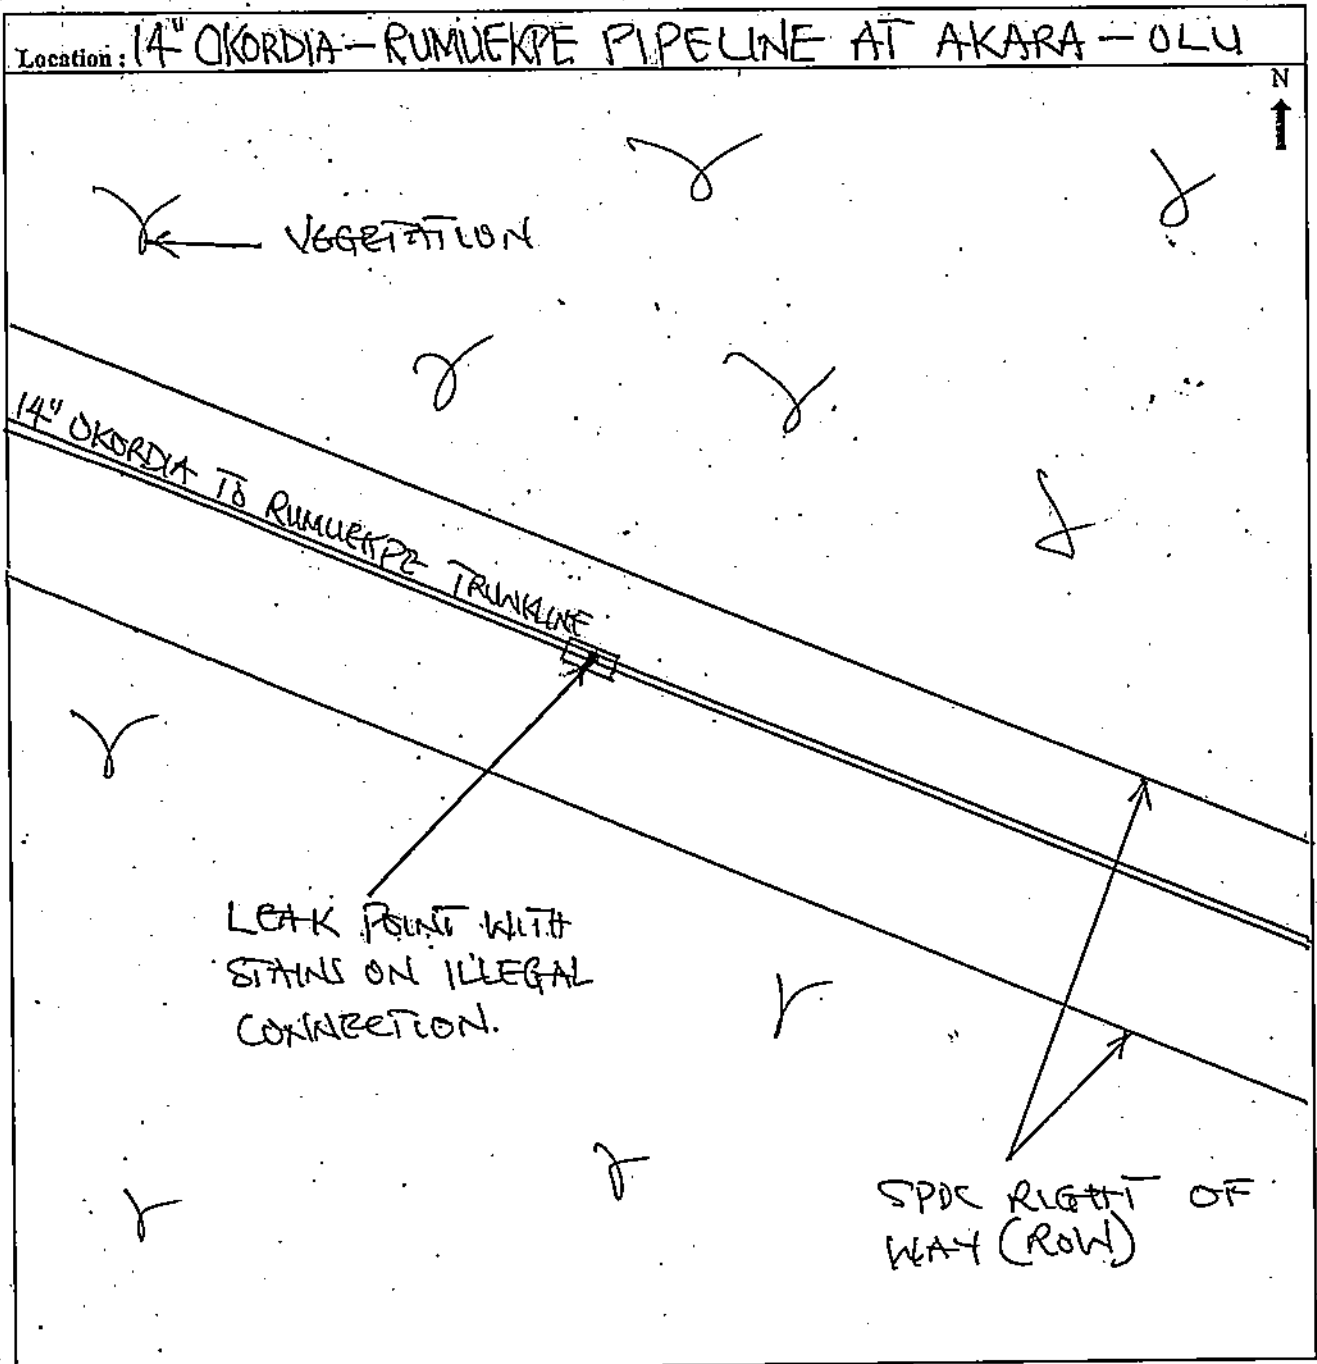 Location : 14" OKORDIA - RUMUEKPE PIPELINE AT AKARA - OLU
N
VEGETATION
14" OKORDIA TO RUMUEKPE TRUNKLINE
LEAK POINT WITH
STAINS ON ILLEGAL
CONNECTION.
SPDC RIGHT OF
WAY (ROW)